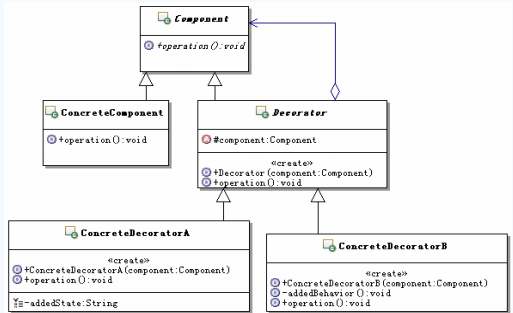 Component
+operation():void
ConcreteComponent
+operation():void
Decorator
#component:Component
«create»
+Decorator(component:Component)
+operation():void
ConcreteDecoratorA
«create»
+ConcreteDecoratorA(component:Component)
+operation():void
-addedState:String
ConcreteDecoratorB
«create»
+ConcreteDecoratorB(component:Component)
-addedBehavior():void
+operation():void